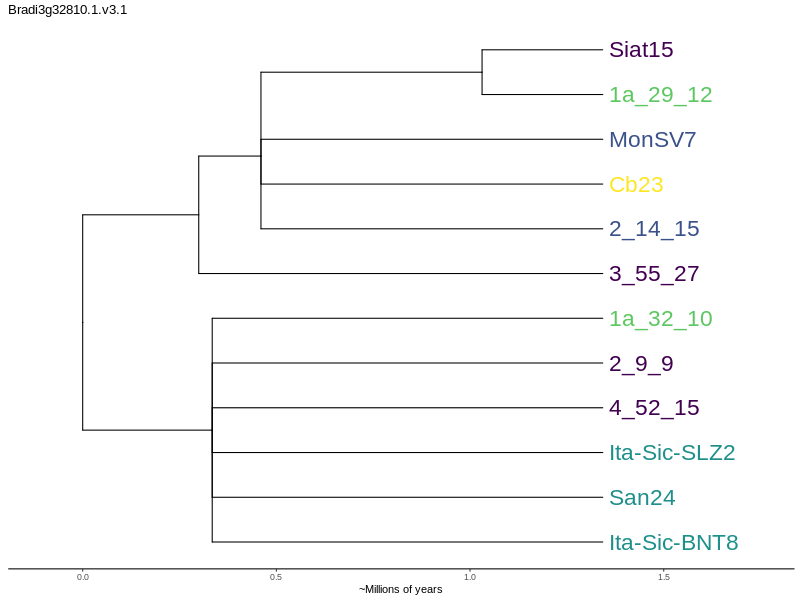 Bradi3g32810.1.v3.1
Siat15
1a_29_12
MonSV7
Cb23
2_14_15
3_55_27
1a_32_10
2_9_9
4_52_15
Ita-Sic-SLZ2
San24
Ita-Sic-BNT8
0.0 0.5 1.0 1.5
~Millions of years